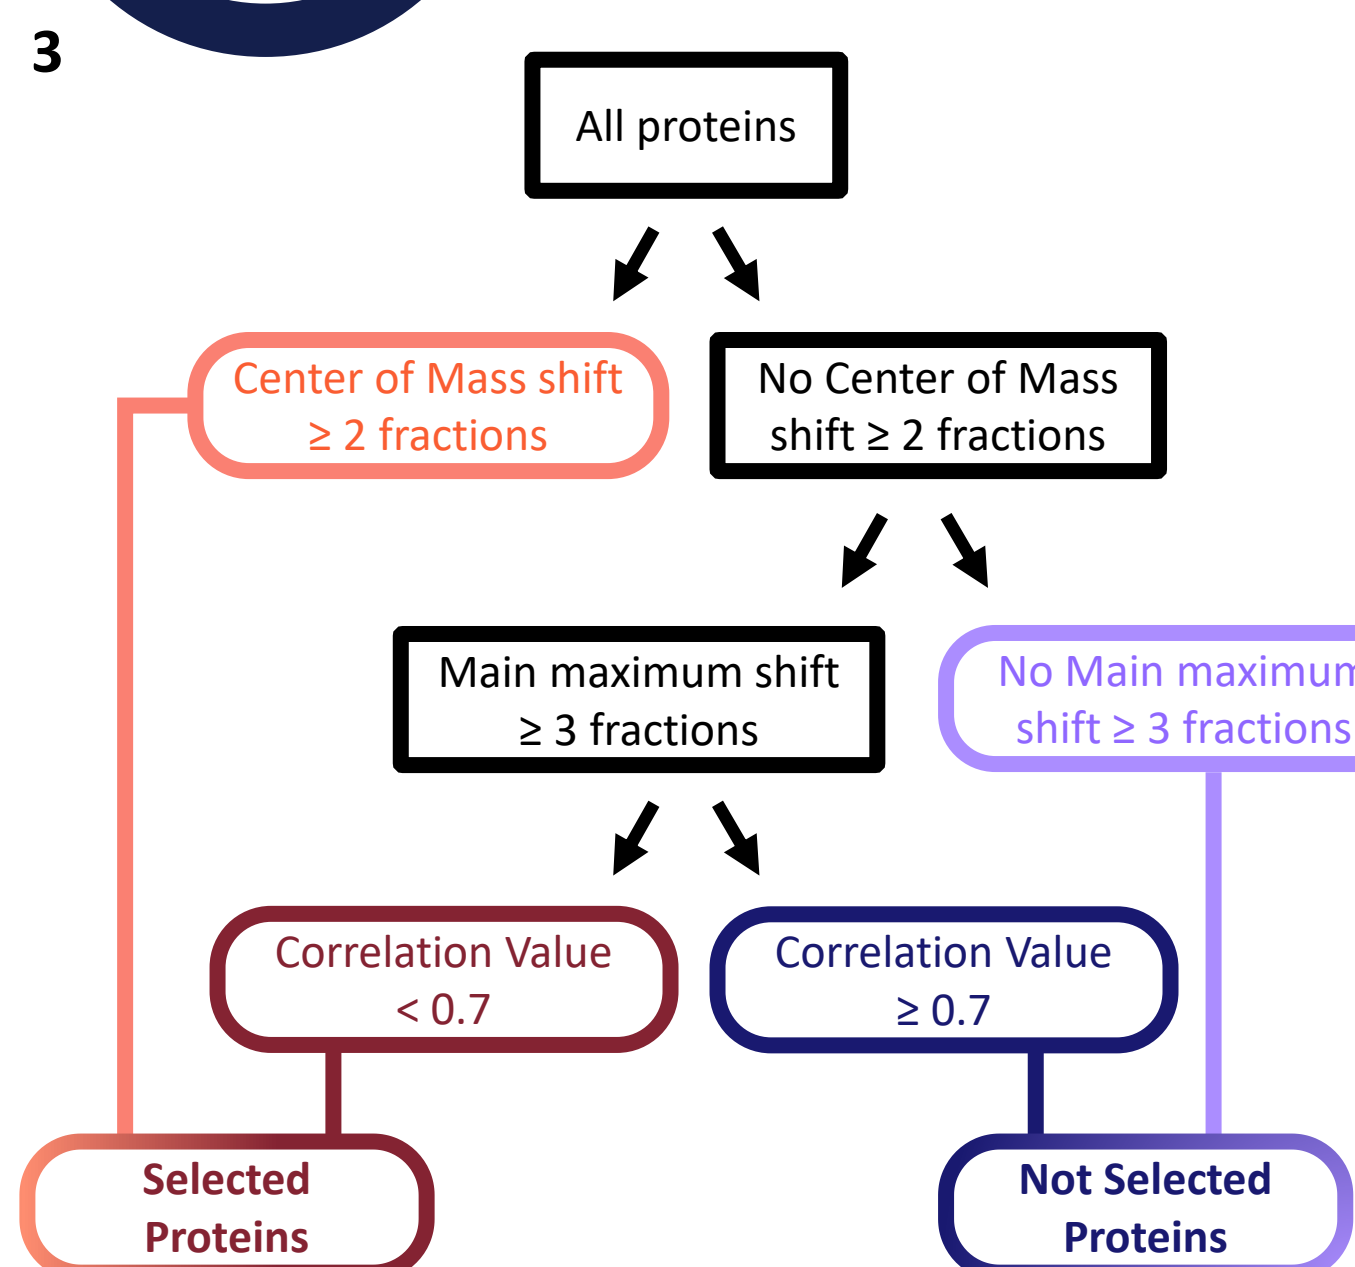 3
All proteins
Center of Mass shift
≥ 2 fractions
No Center of Mass
shift ≥ 2 fractions
Main maximum shift
≥ 3 fractions
No Main maximum
shift ≥ 3 fractions
Correlation Value
< 0.7
Correlation Value
≥ 0.7
Selected
Proteins
Not Selected
Proteins